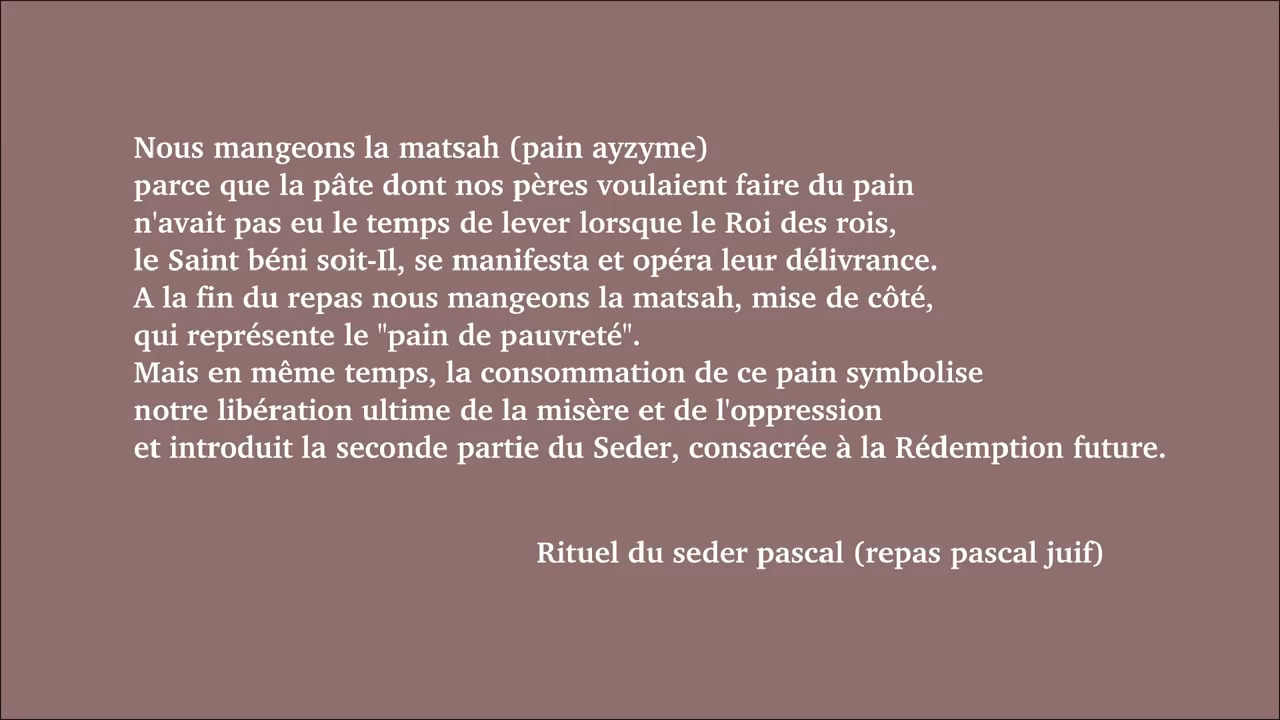 Nous mangeons la matsah (pain ayzyme)
parce que la pâte dont nos pères voulaient faire du pain
n'avait pas eu le temps de lever lorsque le Roi des rois,
le Saint béni soit-Il, se manifesta et opéra leur délivrance.
A la fin du repas nous mangeons la matsah, mise de côté,
qui représente le "pain de pauvreté".
Mais en même temps, la consommation de ce pain symbolise
notre libération ultime de la misère et de l'oppression
et introduit la seconde partie du Seder, consacrée à la Rédemption future.
Rituel du seder pascal (repas pascal juif)